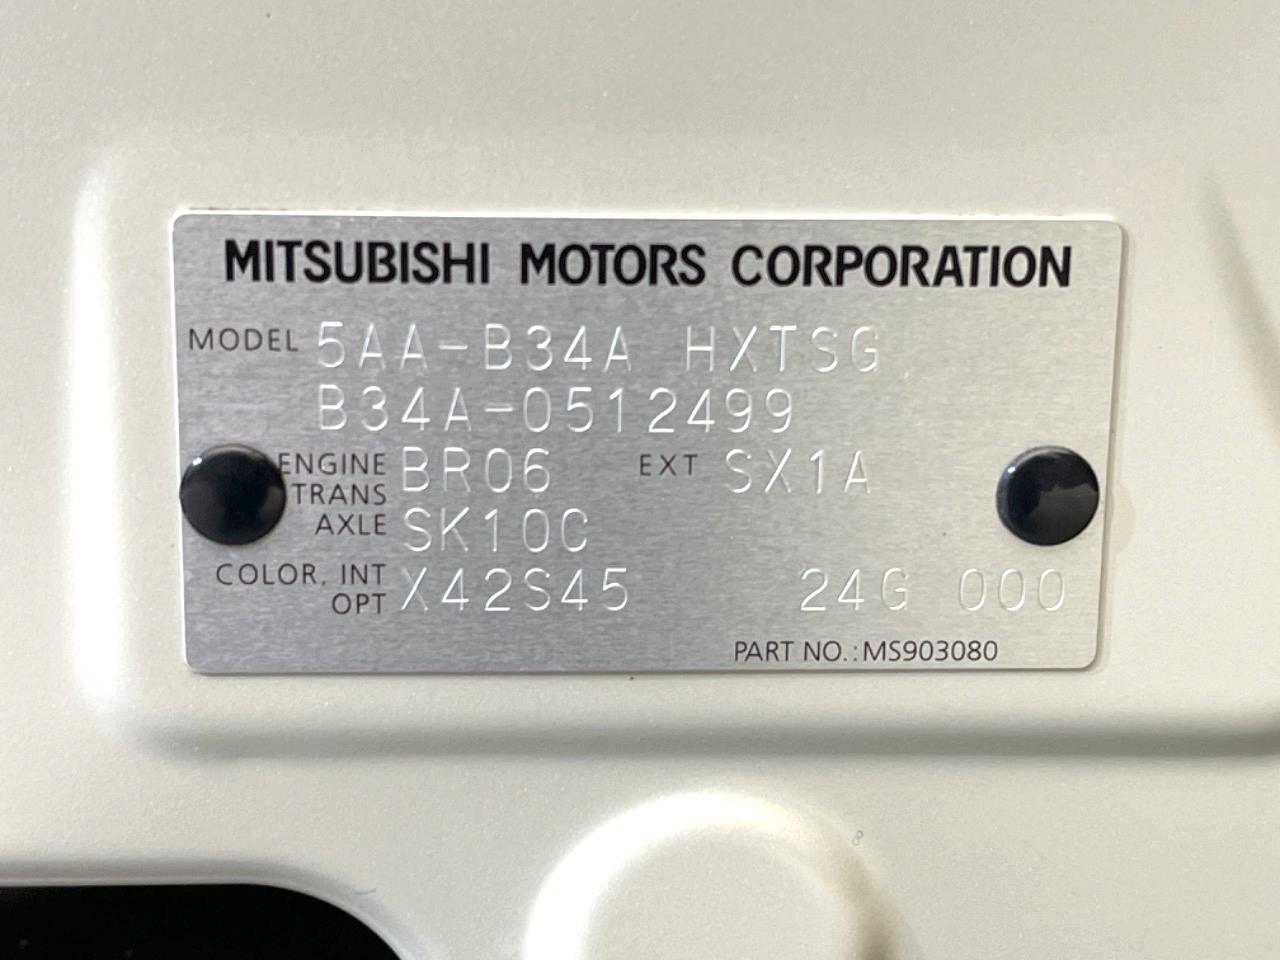 MITSUBISHI MOTORS CORPORATION
MODEL 5AA-B34A HXTSG
B34A-0512499
ENGINE BR06 EXT SX1A
TRANS
AXLE SK10C
COLOR, INT X42S45 24G 000
OPT
PART NO.: MS903080